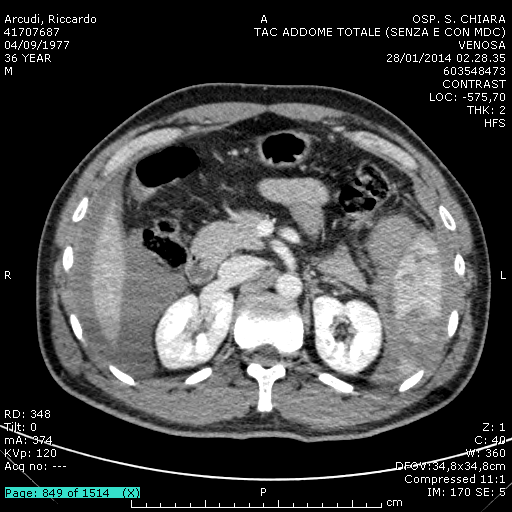 Arcudi, Riccardo
41707687
04/09/1977
36 YEAR
M
A
OSP. S. CHIARA
TAC ADDOME TOTALE (SENZA E CON MDC)
VENOSA
28/01/2014 02.28.35
603548473
CONTRAST
LOC: -575,70
THK: 2
HFS
R
L
RD: 348
Tilt: 0
mA: 374
KVp: 120
Acq no: ---
Page: 849 of 1514 (X)
P
cm
Z: 1
C: 40
W: 360
DFOV:34,8x34,8cm
Compressed 11:1
IM: 170 SE: 5